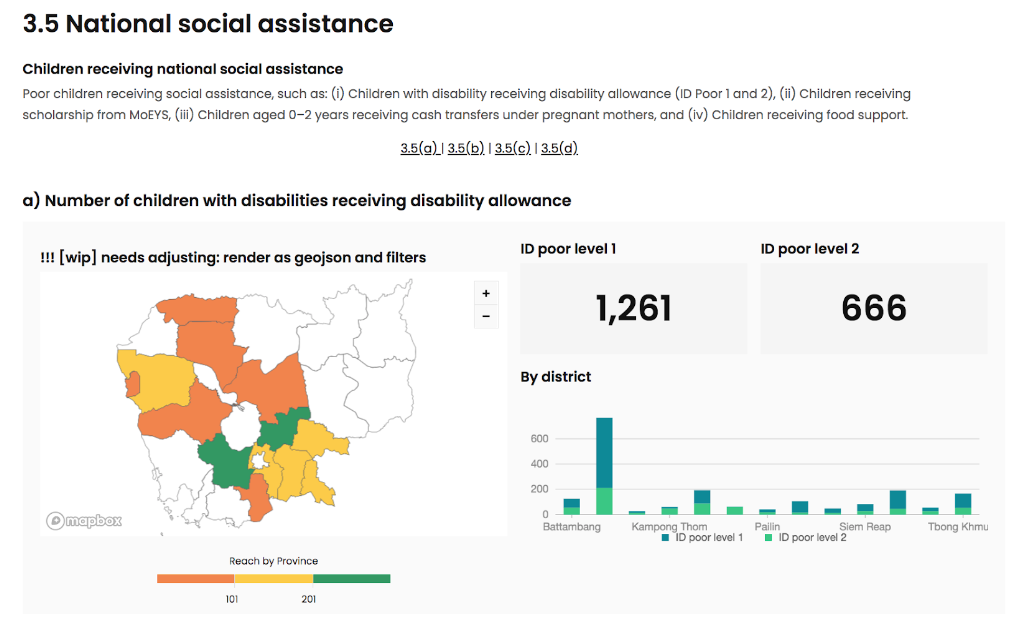 3.5 National social assistance
Children receiving national social assistance
Poor children receiving social assistance, such as: (i) Children with disability receiving disability allowance (ID Poor 1 and 2), (ii) Children receiving
scholarship from MoEYS, (iii) Children aged 0–2 years receiving cash transfers under pregnant mothers, and (iv) Children receiving food support.
3.5(a) | 3.5(b) | 3.5(c) | 3.5(d)
a) Number of children with disabilities receiving disability allowance
!!! [wip] needs adjusting: render as geojson and filters
+
−
mapbox
Reach by Province
101 201
ID poor level 1
1,261
ID poor level 2
666
By district
600
400
200
0
Battambang Kampong Thom Pailin Siem Reap Tbong Khmu
ID poor level 1 ID poor level 2